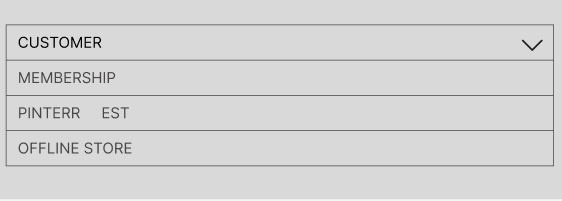 CUSTOMER
MEMBERSHIP
PINTERR EST
OFFLINE STORE